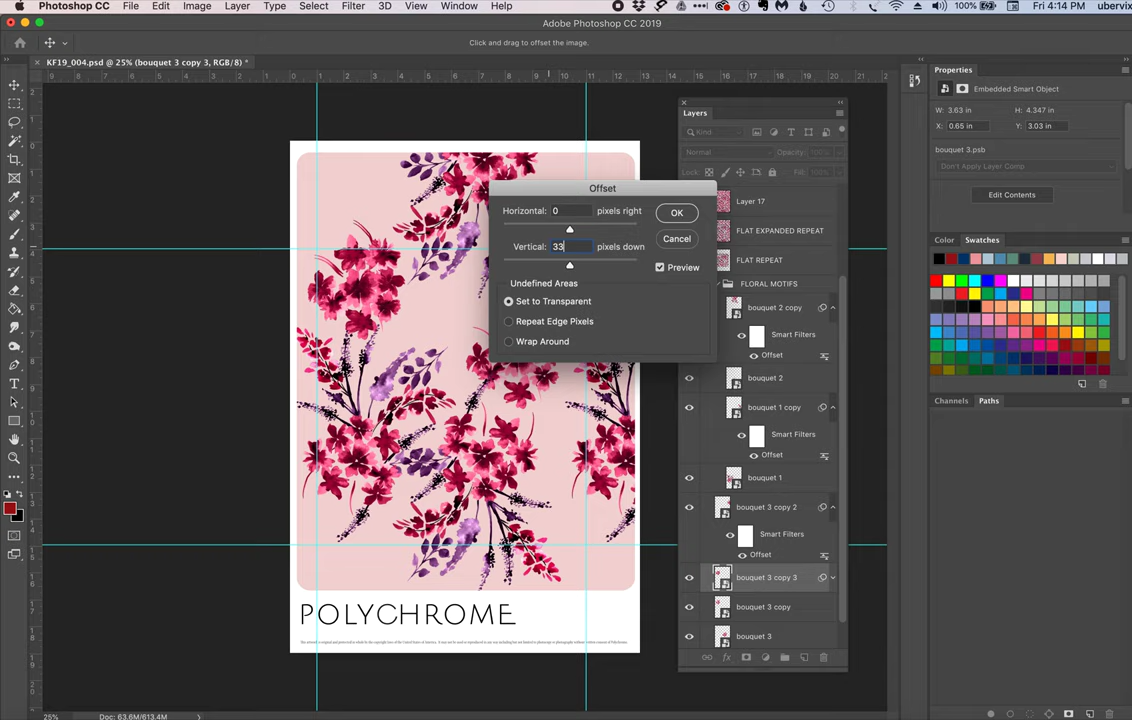 Photoshop CC File Edit Image Layer Type Select Filter 3D View Window Help 100% Fri 4:14 PM ubervix
Adobe Photoshop CC 2019
Click and drag to offset the image.
KF19_004.psd @ 25% (bouquet 3 copy 3, RGB/8) *
Properties
Embedded Smart Object
W: 3.63 in H: 4.347 in
X: 0.65 in Y: 3.03 in
bouquet 3.psb
Don't Apply Layer Comp
Edit Contents
Layers
Kind
Normal Opacity: 100%
Lock: Fill: 100%
Layer 17
FLAT EXPANDED REPEAT
FLAT REPEAT
FLORAL MOTIFS
bouquet 2 copy
Smart Filters
Offset
bouquet 2
bouquet 1 copy
Smart Filters
Offset
bouquet 1
bouquet 3 copy 2
Smart Filters
Offset
bouquet 3 copy 3
bouquet 3 copy
bouquet 3
Offset
Horizontal: 0 pixels right OK
Vertical: 33 pixels down Cancel
Preview
Undefined Areas
Set to Transparent
Repeat Edge Pixels
Wrap Around
Color Swatches
Channels Paths
POLYCHROME
25% Doc: 63.6M/613.4M